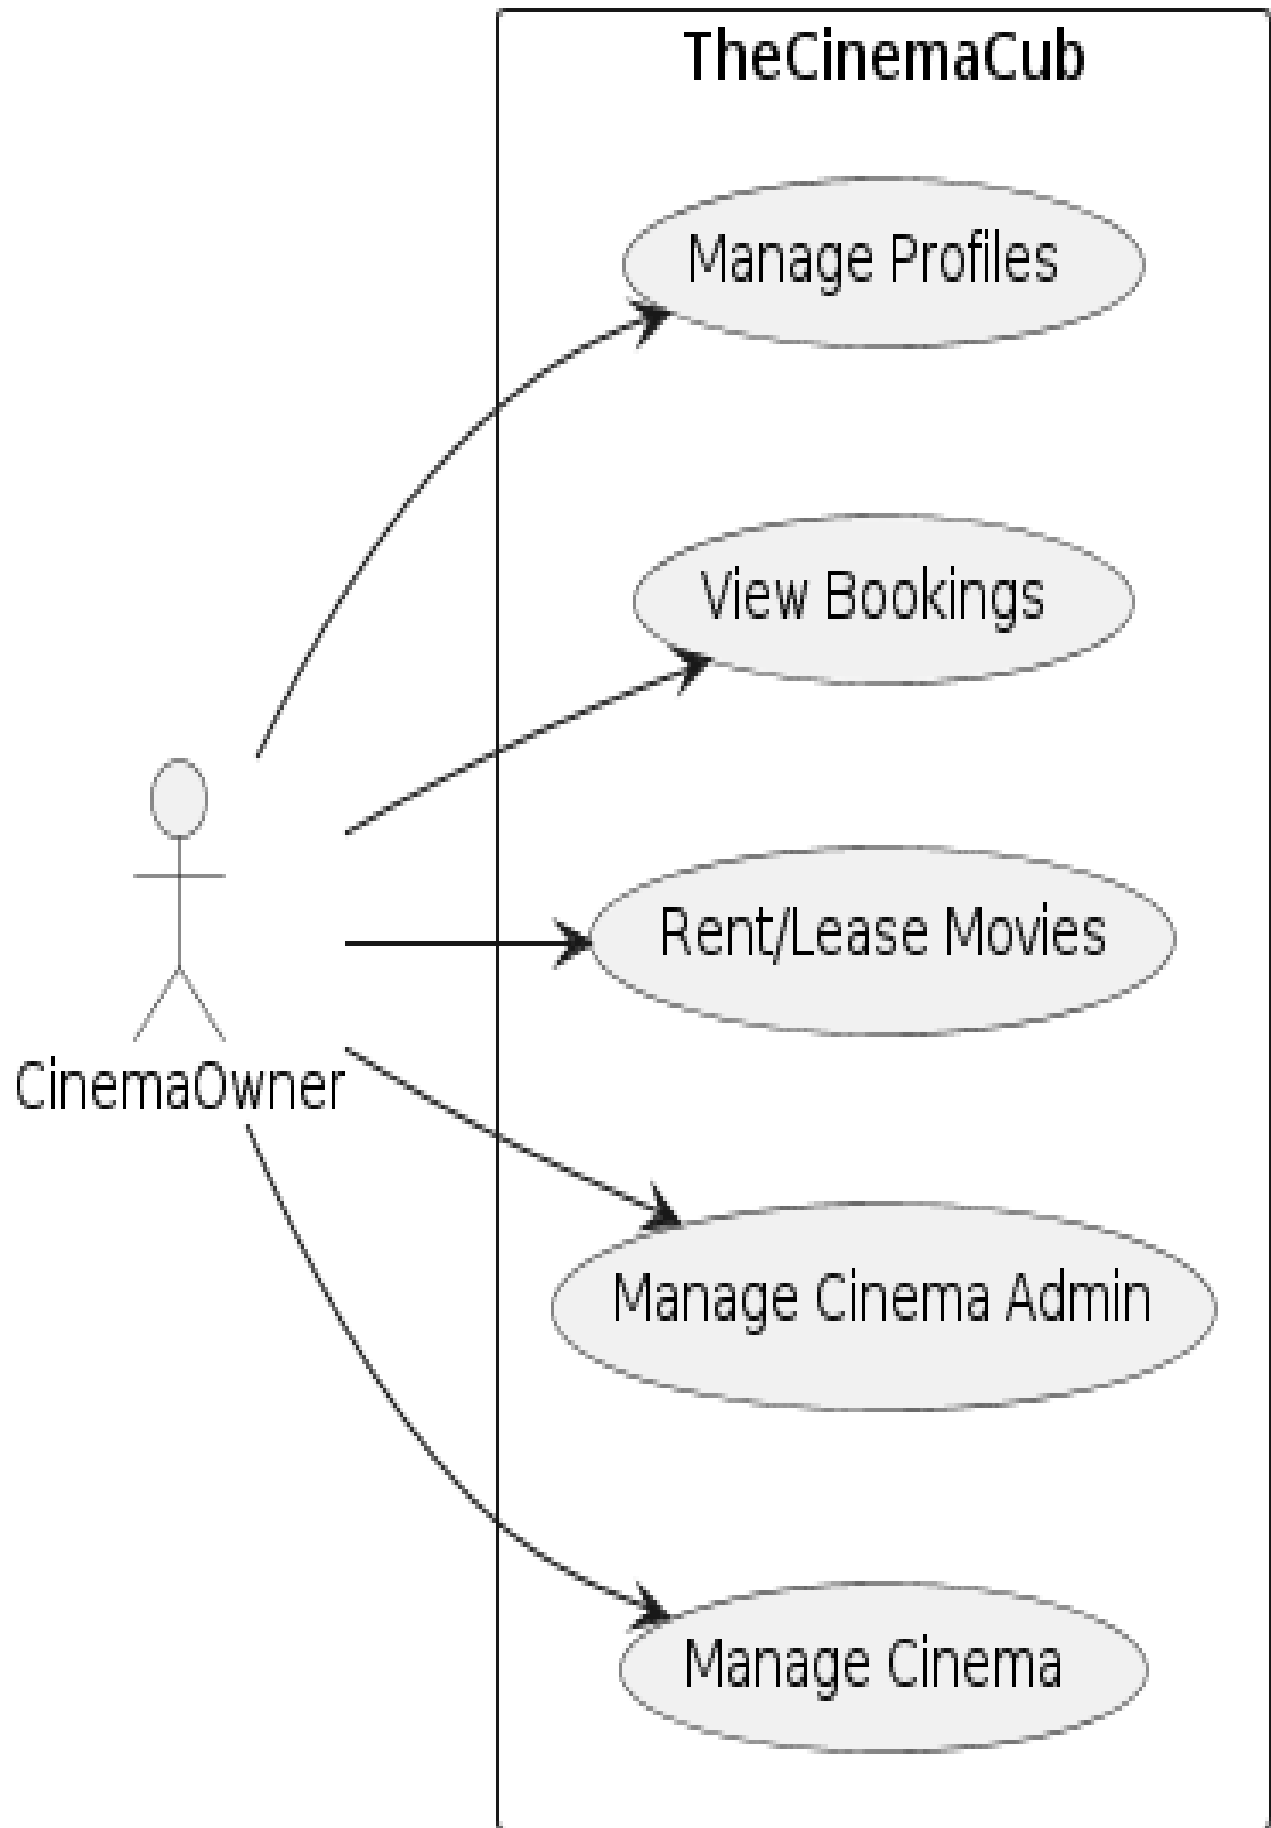 TheCinemaCub
Manage Profiles
View Bookings
Rent/Lease Movies
CinemaOwner
Manage Cinema Admin
Manage Cinema